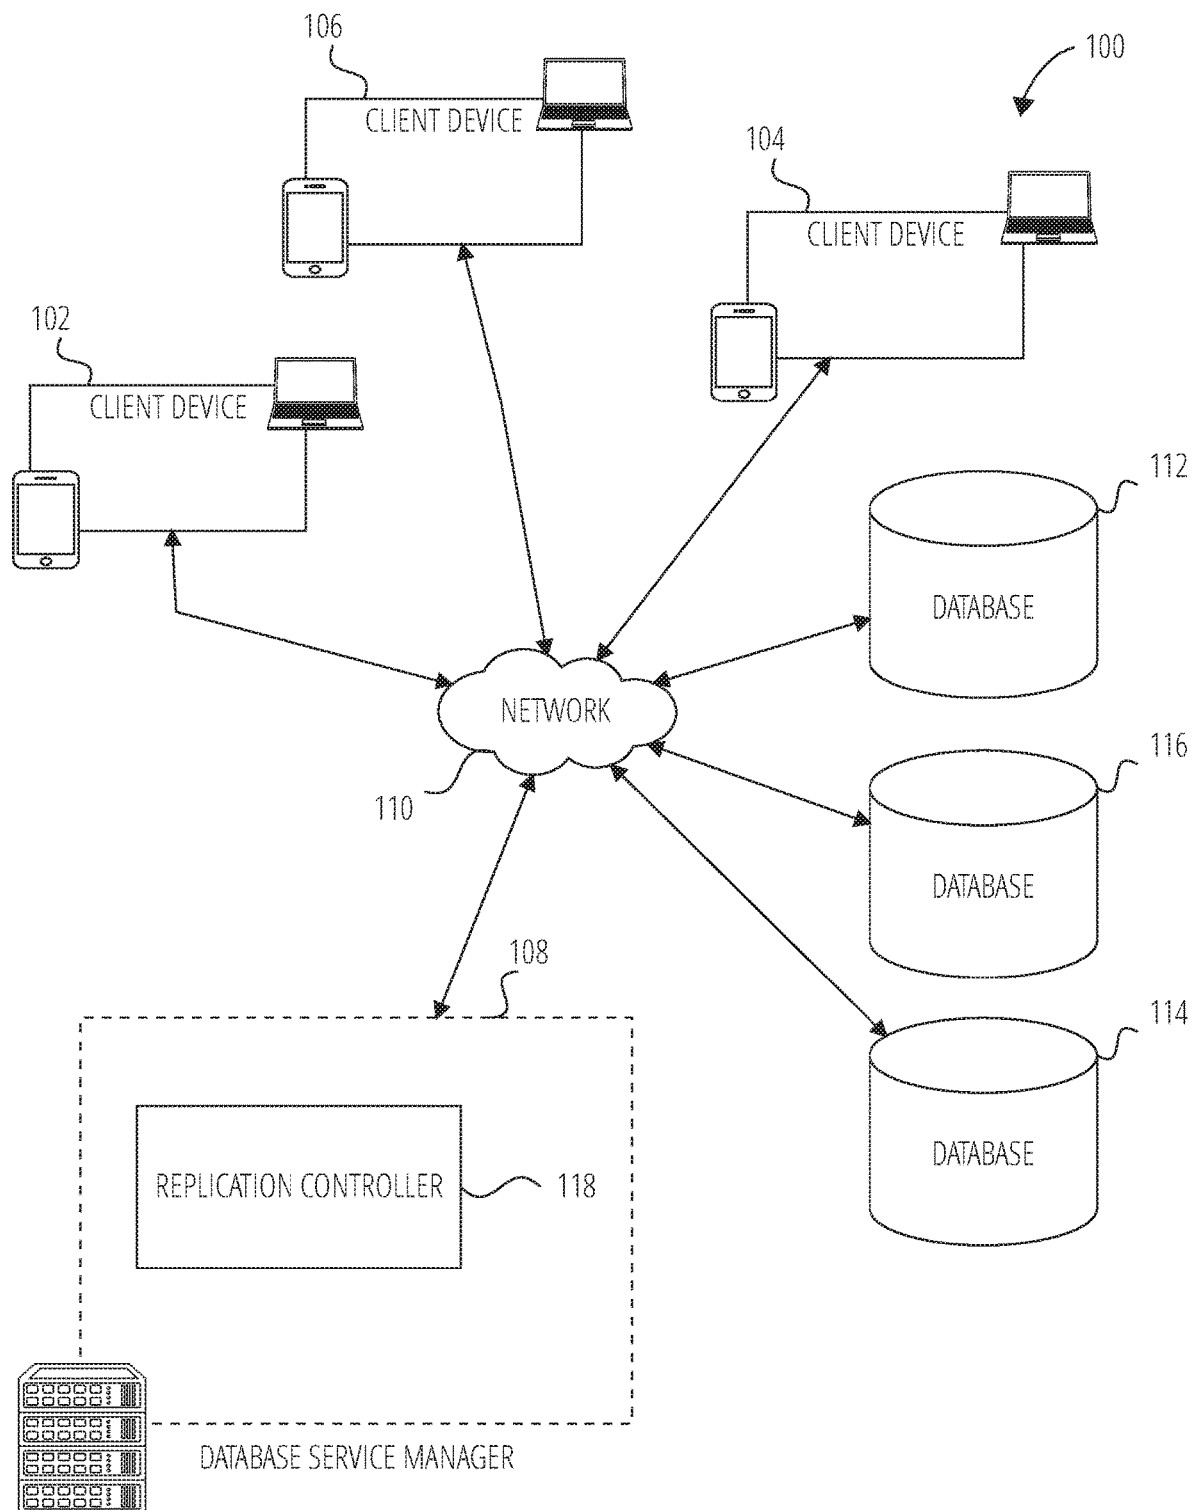 106
100
CLIENT DEVICE
104
CLIENT DEVICE
102
CLIENT DEVICE
112
DATABASE
NETWORK
116
110
DATABASE
108
114
DATABASE
REPLICATION CONTROLLER
118
DATABASE SERVICE MANAGER